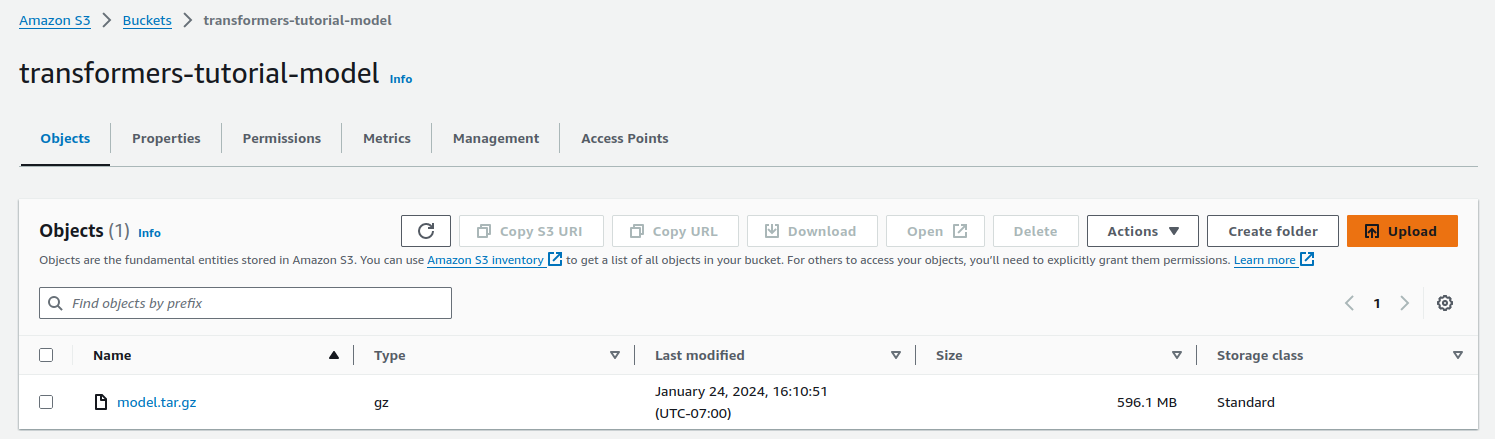 Amazon S3 > Buckets > transformers-tutorial-model
transformers-tutorial-model Info
Objects Properties Permissions Metrics Management Access Points
Objects (1) Info Copy S3 URI Copy URL Download Open Delete Actions Create folder Upload
Objects are the fundamental entities stored in Amazon S3. You can use Amazon S3 inventory to get a list of all objects in your bucket. For others to access your objects, you'll need to explicitly grant them permissions. Learn more
Find objects by prefix 1
Name Type Last modified Size Storage class
model.tar.gz gz January 24, 2024, 16:10:51 596.1 MB Standard
(UTC-07:00)